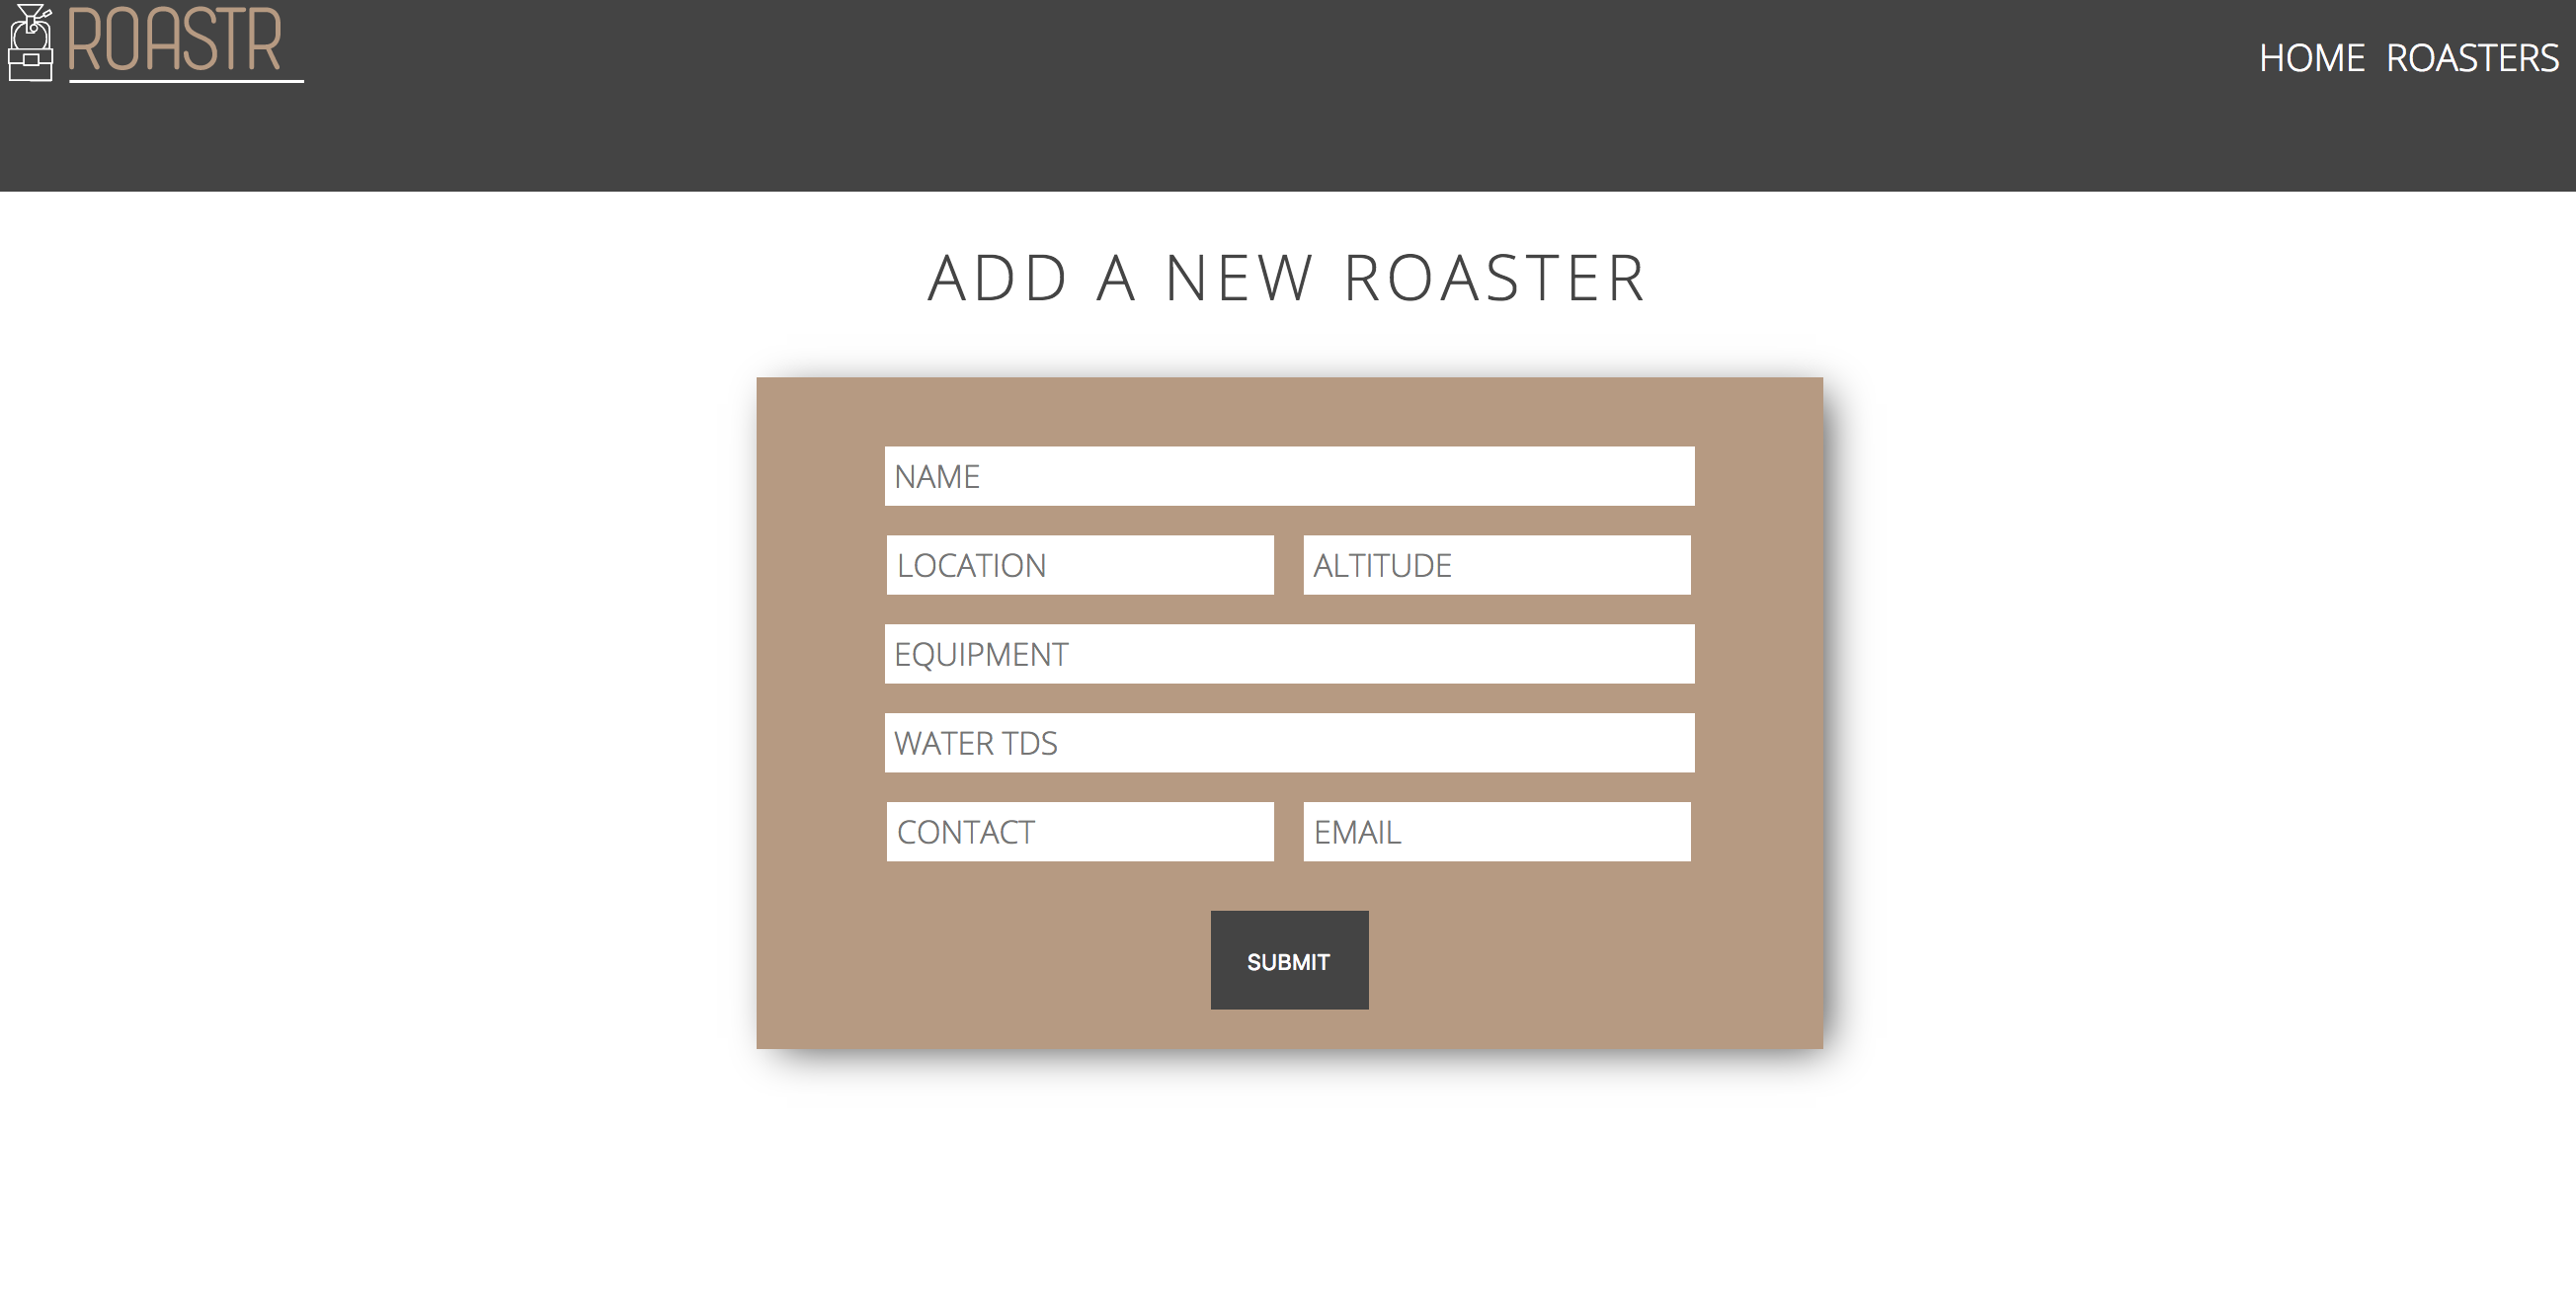 ROASTR
HOME ROASTERS
ADD A NEW ROASTER
NAME
LOCATION ALTITUDE
EQUIPMENT
WATER TDS
CONTACT EMAIL
SUBMIT